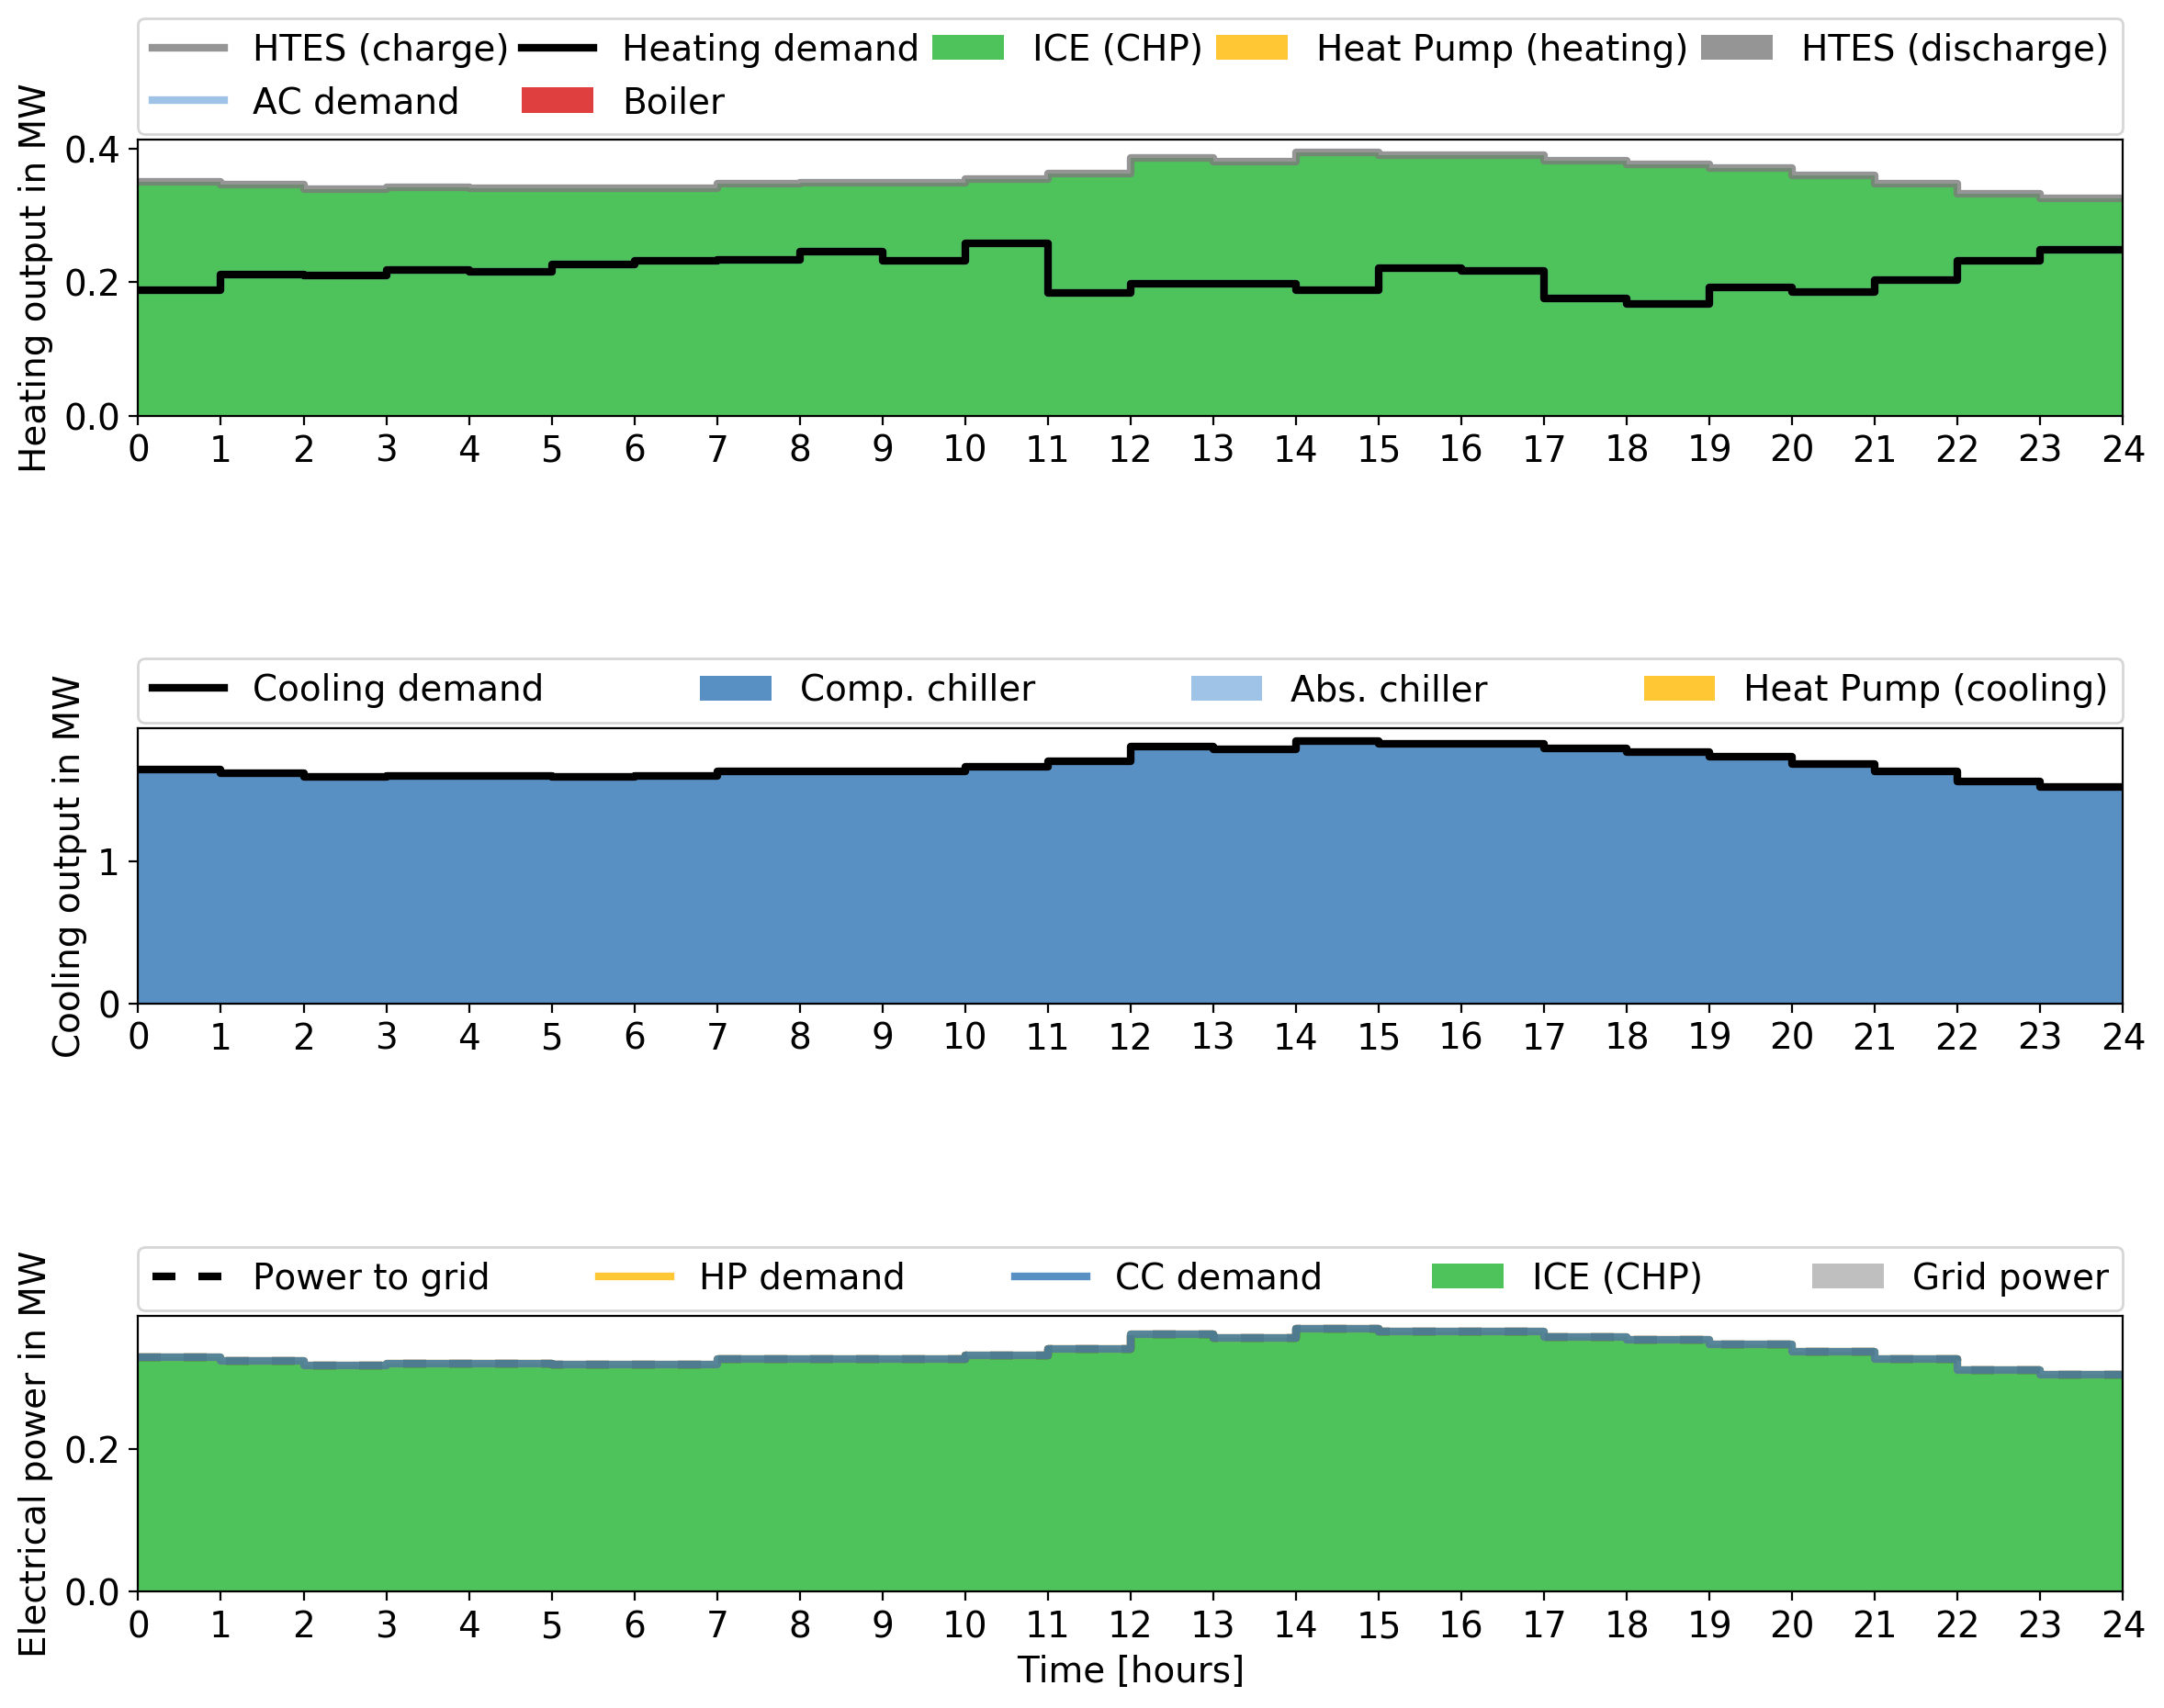 HTES (charge) Heating demand ICE (CHP) Heat Pump (heating) HTES (discharge)
AC demand Boiler
Heating output in MW
0.4
0.2
0.0
0 1 2 3 4 5 6 7 8 9 10 11 12 13 14 15 16 17 18 19 20 21 22 23 24
Cooling demand Comp. chiller Abs. chiller Heat Pump (cooling)
Cooling output in MW
1
0
0 1 2 3 4 5 6 7 8 9 10 11 12 13 14 15 16 17 18 19 20 21 22 23 24
Power to grid HP demand CC demand ICE (CHP) Grid power
Electrical power in MW
0.2
0.0
0 1 2 3 4 5 6 7 8 9 10 11 12 13 14 15 16 17 18 19 20 21 22 23 24
Time [hours]